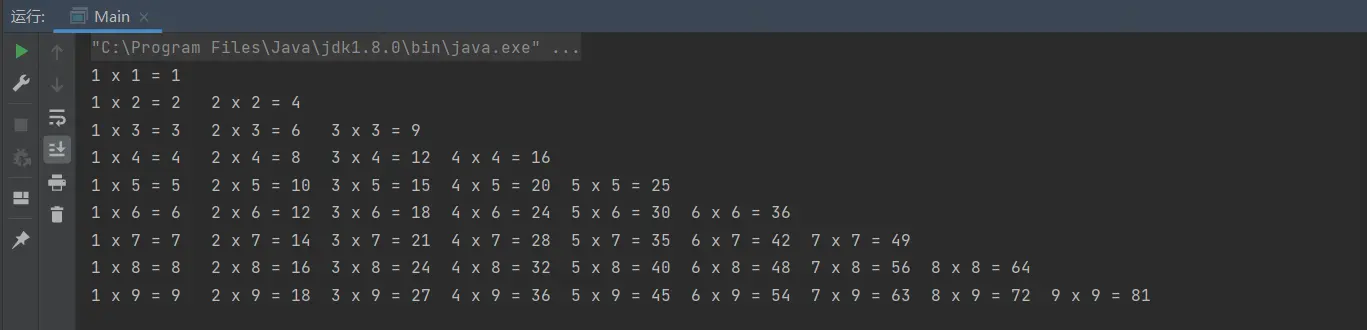 运行: Main ×
"C:\Program Files\Java\jdk1.8.0\bin\java.exe" ...
1 x 1 = 1
1 x 2 = 2   2 x 2 = 4
1 x 3 = 3   2 x 3 = 6   3 x 3 = 9
1 x 4 = 4   2 x 4 = 8   3 x 4 = 12  4 x 4 = 16
1 x 5 = 5   2 x 5 = 10  3 x 5 = 15  4 x 5 = 20  5 x 5 = 25
1 x 6 = 6   2 x 6 = 12  3 x 6 = 18  4 x 6 = 24  5 x 6 = 30  6 x 6 = 36
1 x 7 = 7   2 x 7 = 14  3 x 7 = 21  4 x 7 = 28  5 x 7 = 35  6 x 7 = 42  7 x 7 = 49
1 x 8 = 8   2 x 8 = 16  3 x 8 = 24  4 x 8 = 32  5 x 8 = 40  6 x 8 = 48  7 x 8 = 56  8 x 8 = 64
1 x 9 = 9   2 x 9 = 18  3 x 9 = 27  4 x 9 = 36  5 x 9 = 45  6 x 9 = 54  7 x 9 = 63  8 x 9 = 72  9 x 9 = 81